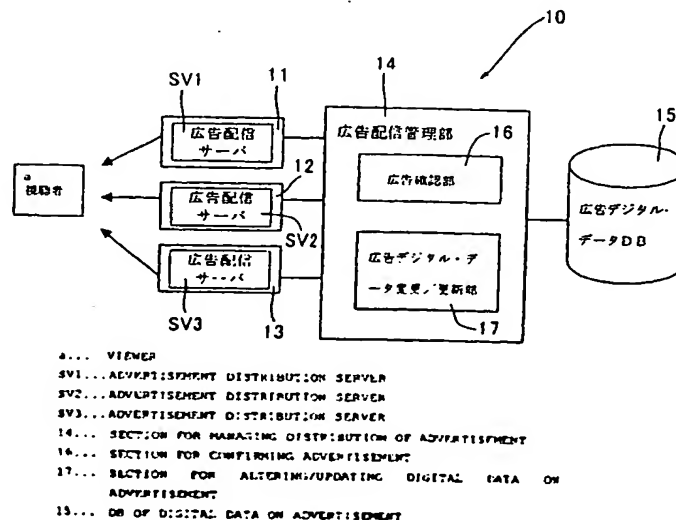 10
14
11
SV1
広告配信
サーバ
広告配信管理部
16
15
広告確認部
a
視聴者
12
広告配信
サーバ
SV2
広告デジタル・
データDB
広告デジタル・デ
ータ変更／更新部
広告配信
サーバ
SV3
13
17
a... VIEWER
SV1...ADVERTISEMENT DISTRIBUTION SERVER
SV2...ADVERTISEMENT DISTRIBUTION SERVER
SV3...ADVERTISEMENT DISTRIBUTION SERVER
14... SECTION FOR MANAGING DISTRIBUTION OF ADVERTISEMENT
16... SECTION FOR CONFIRMING ADVERTISEMENT
17... SECTION FOR ALTERING/UPDATING DIGITAL DATA ON
ADVERTISEMENT
15... DB OF DIGITAL DATA ON ADVERTISEMENT